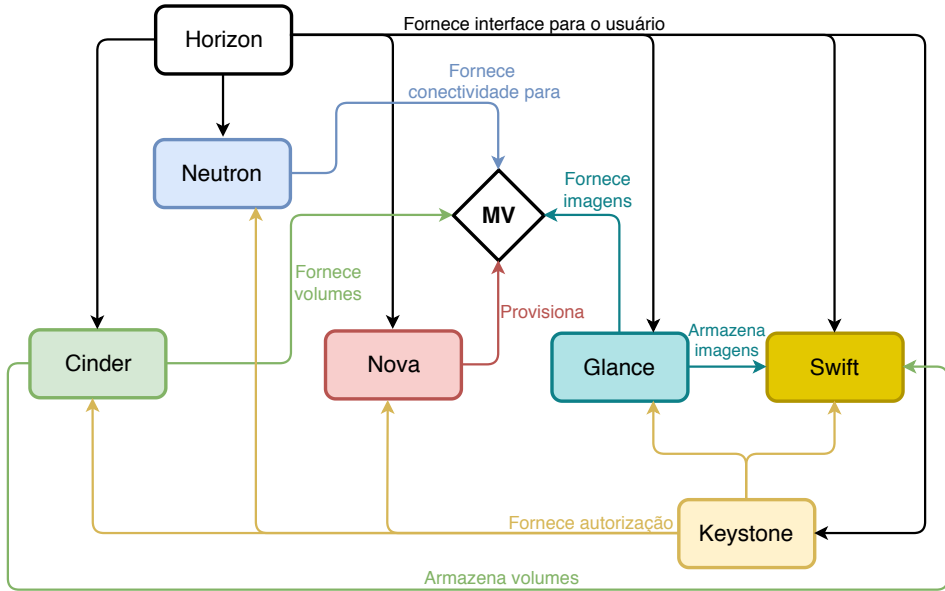 Fornece interface para o usuário
Horizon
Fornece
conectividade para
Neutron
MV
Fornece
imagens
Fornece
volumes
Provisiona
Armazena
imagens
Cinder
Nova
Glance
Swift
Fornece autorização
Keystone
Armazena volumes